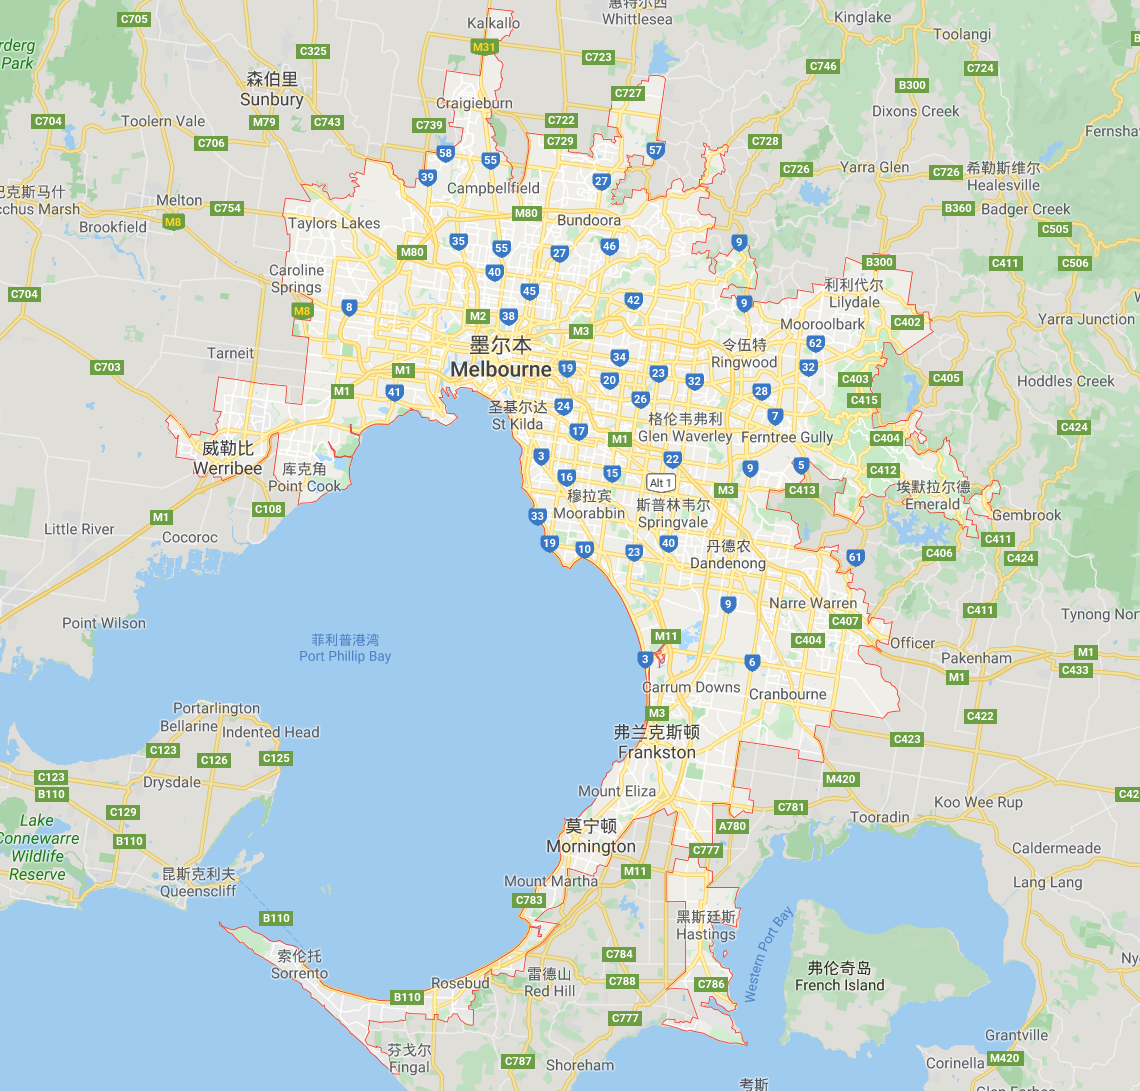 C705
Kalkallo
惠特尔西
Whittlesea
Kinglake
Toolangi
M31
C325
C723
C746
C724
rderg
Park
森伯里
Sunbury
B300
C727
Dixons Creek
Craigieburn
C704
Toolern Vale
M79
C743
C739
C722
C706
C729
C728
Fernsha
58
55
57
39
27
C726
Yarra Glen
C726
希勒斯维尔
Healesville
巴克斯马什
cchus Marsh
Melton
C754
M8
Brookfield
Campbellfield
Taylors Lakes
M80
Bundoora
B360
Badger Creek
C505
35
55
27
46
9
M80
C411
C506
B300
Caroline
Springs
40
45
利利代尔
Lilydale
C704
42
9
8
M8
M2
38
M3
Mooroolbark
C402
Yarra Junction
墨尔本
Melbourne
令伍特
Ringwood
62
Tarneit
C703
34
19
M1
20
23
32
32
C403
C405
Hoddles Creek
M1
41
26
28
C415
圣基尔达
St Kilda
24
7
格伦韦弗利
Glen Waverley
Ferntree Gully
C404
C424
17
M1
威勒比
Werribee
库克角
Point Cook
3
22
9
5
C412
16
15
Alt 1
M3
C413
埃默拉尔德
Emerald
穆拉宾
Moorabbin
斯普林韦尔
Springvale
C108
M1
33
Gembrook
Little River
Cocoroc
19
10
23
40
丹德农
Dandenong
61
C406
C411
C424
Narre Warren
9
C407
C411
Tynong Nor
Point Wilson
菲利普港湾
Port Phillip Bay
M11
C404
Officer
3
6
Pakenham
M1
M1
C433
Carrum Downs
Cranbourne
M3
Portarlington
Bellarine
Indented Head
弗兰克斯顿
Frankston
C422
C423
C123
C126
C125
C123
B110
Drysdale
M420
Mount Eliza
C129
C781
Koo Wee Rup
C42
Tooradin
Lake
Connewarre
Wildlife
Reserve
B110
莫宁顿
Mornington
A780
C777
Caldermeade
昆斯克利夫
Queenscliff
Mount Martha
M11
Lang Lang
C783
B110
黑斯廷斯
Hastings
Western Port Bay
索伦托
Sorrento
C784
雷德山
Red Hill
C788
Rosebud
C786
弗伦奇岛
French Island
Ny
B110
C777
芬戈尔
Fingal
C787
Shoreham
Grantville
Corinella
M420
考斯